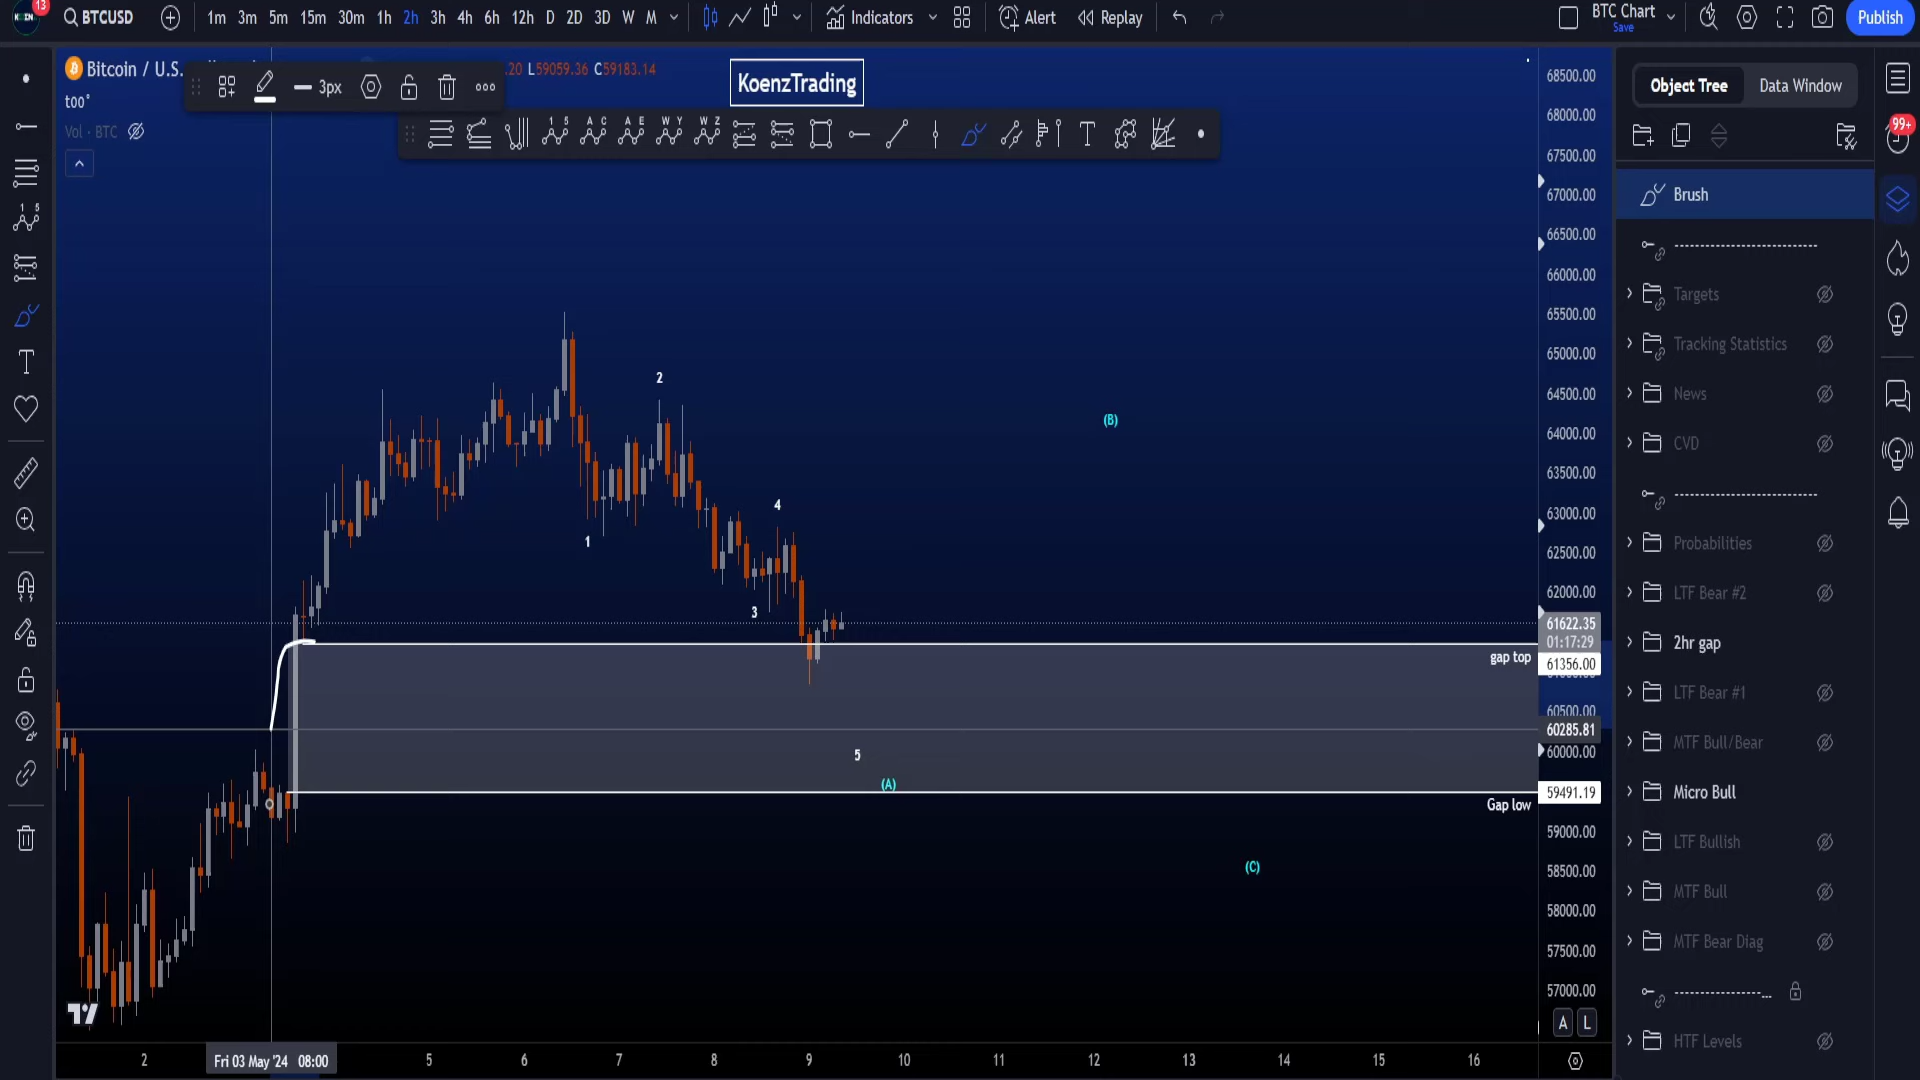 13
BTCUSD
1m 3m 5m 15m 30m 1h 2h 3h 4h 6h 12h D 2D 3D W M
Indicators
Alert
Replay
BTC Chart
Save
Publish
Bitcoin / U.S.
L59059.36 C59183.14
3px
KoenzTrading
too°
Vol · BTC
Object Tree
Data Window
99+
Brush
Targets
Tracking Statistics
News
CVD
Probabilities
LTF Bear #2
2hr gap
LTF Bear #1
MTF Bull/Bear
Micro Bull
LTF Bullish
MTF Bull
MTF Bear Diag
HTF Levels
68500.00
68000.00
67500.00
67000.00
66500.00
66000.00
65500.00
65000.00
64500.00
64000.00
63500.00
63000.00
62500.00
62000.00
61622.35
01:17:29
61356.00
60500.00
60285.81
60000.00
59491.19
59000.00
58500.00
58000.00
57500.00
57000.00
2
(B)
4
1
3
gap top
5
(A)
Gap low
(C)
A L
2 Fri 03 May '24 08:00 5 6 7 8 9 10 11 12 13 14 15 16